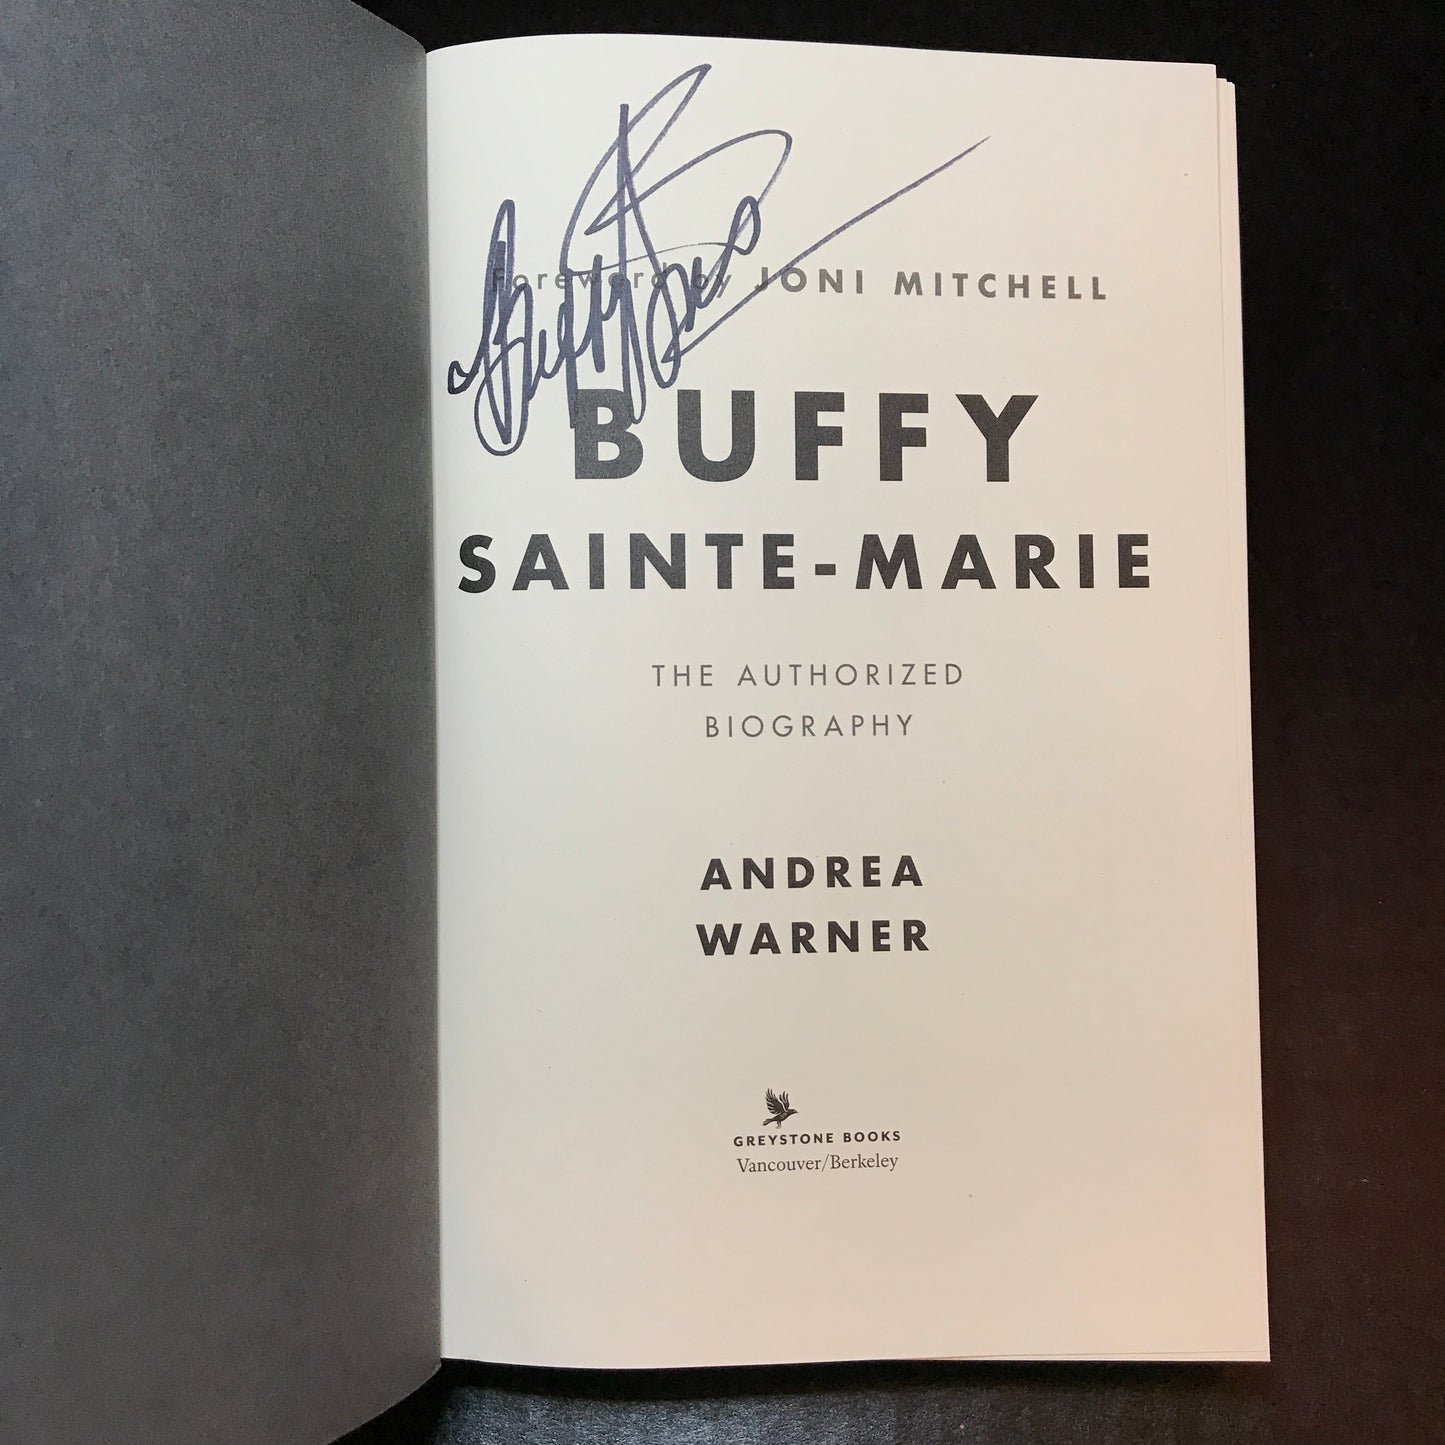 Foreword by JONI MITCHELL
BUFFY
SAINTE-MARIE
THE AUTHORIZED
BIOGRAPHY
ANDREA
WARNER
GREYSTONE BOOKS
Vancouver/Berkeley